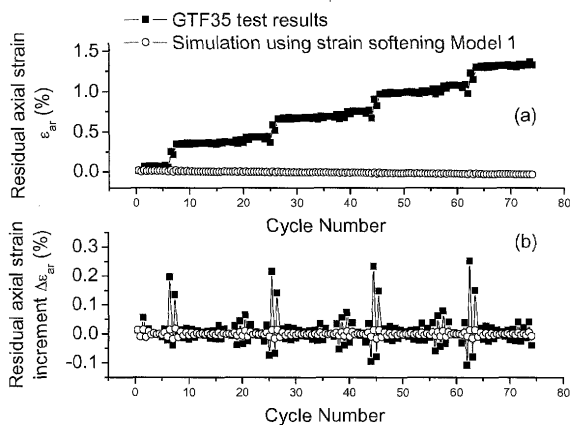 GTF35 test results
Simulation using strain softening Model 1
Residual axial strain
εar (%)
1.5
1.0
0.5
0.0
(a)
0 10 20 30 40 50 60 70 80
Cycle Number
Residual axial strain
increment Δεar (%)
0.3
0.2
0.1
0.0
-0.1
(b)
0 10 20 30 40 50 60 70 80
Cycle Number